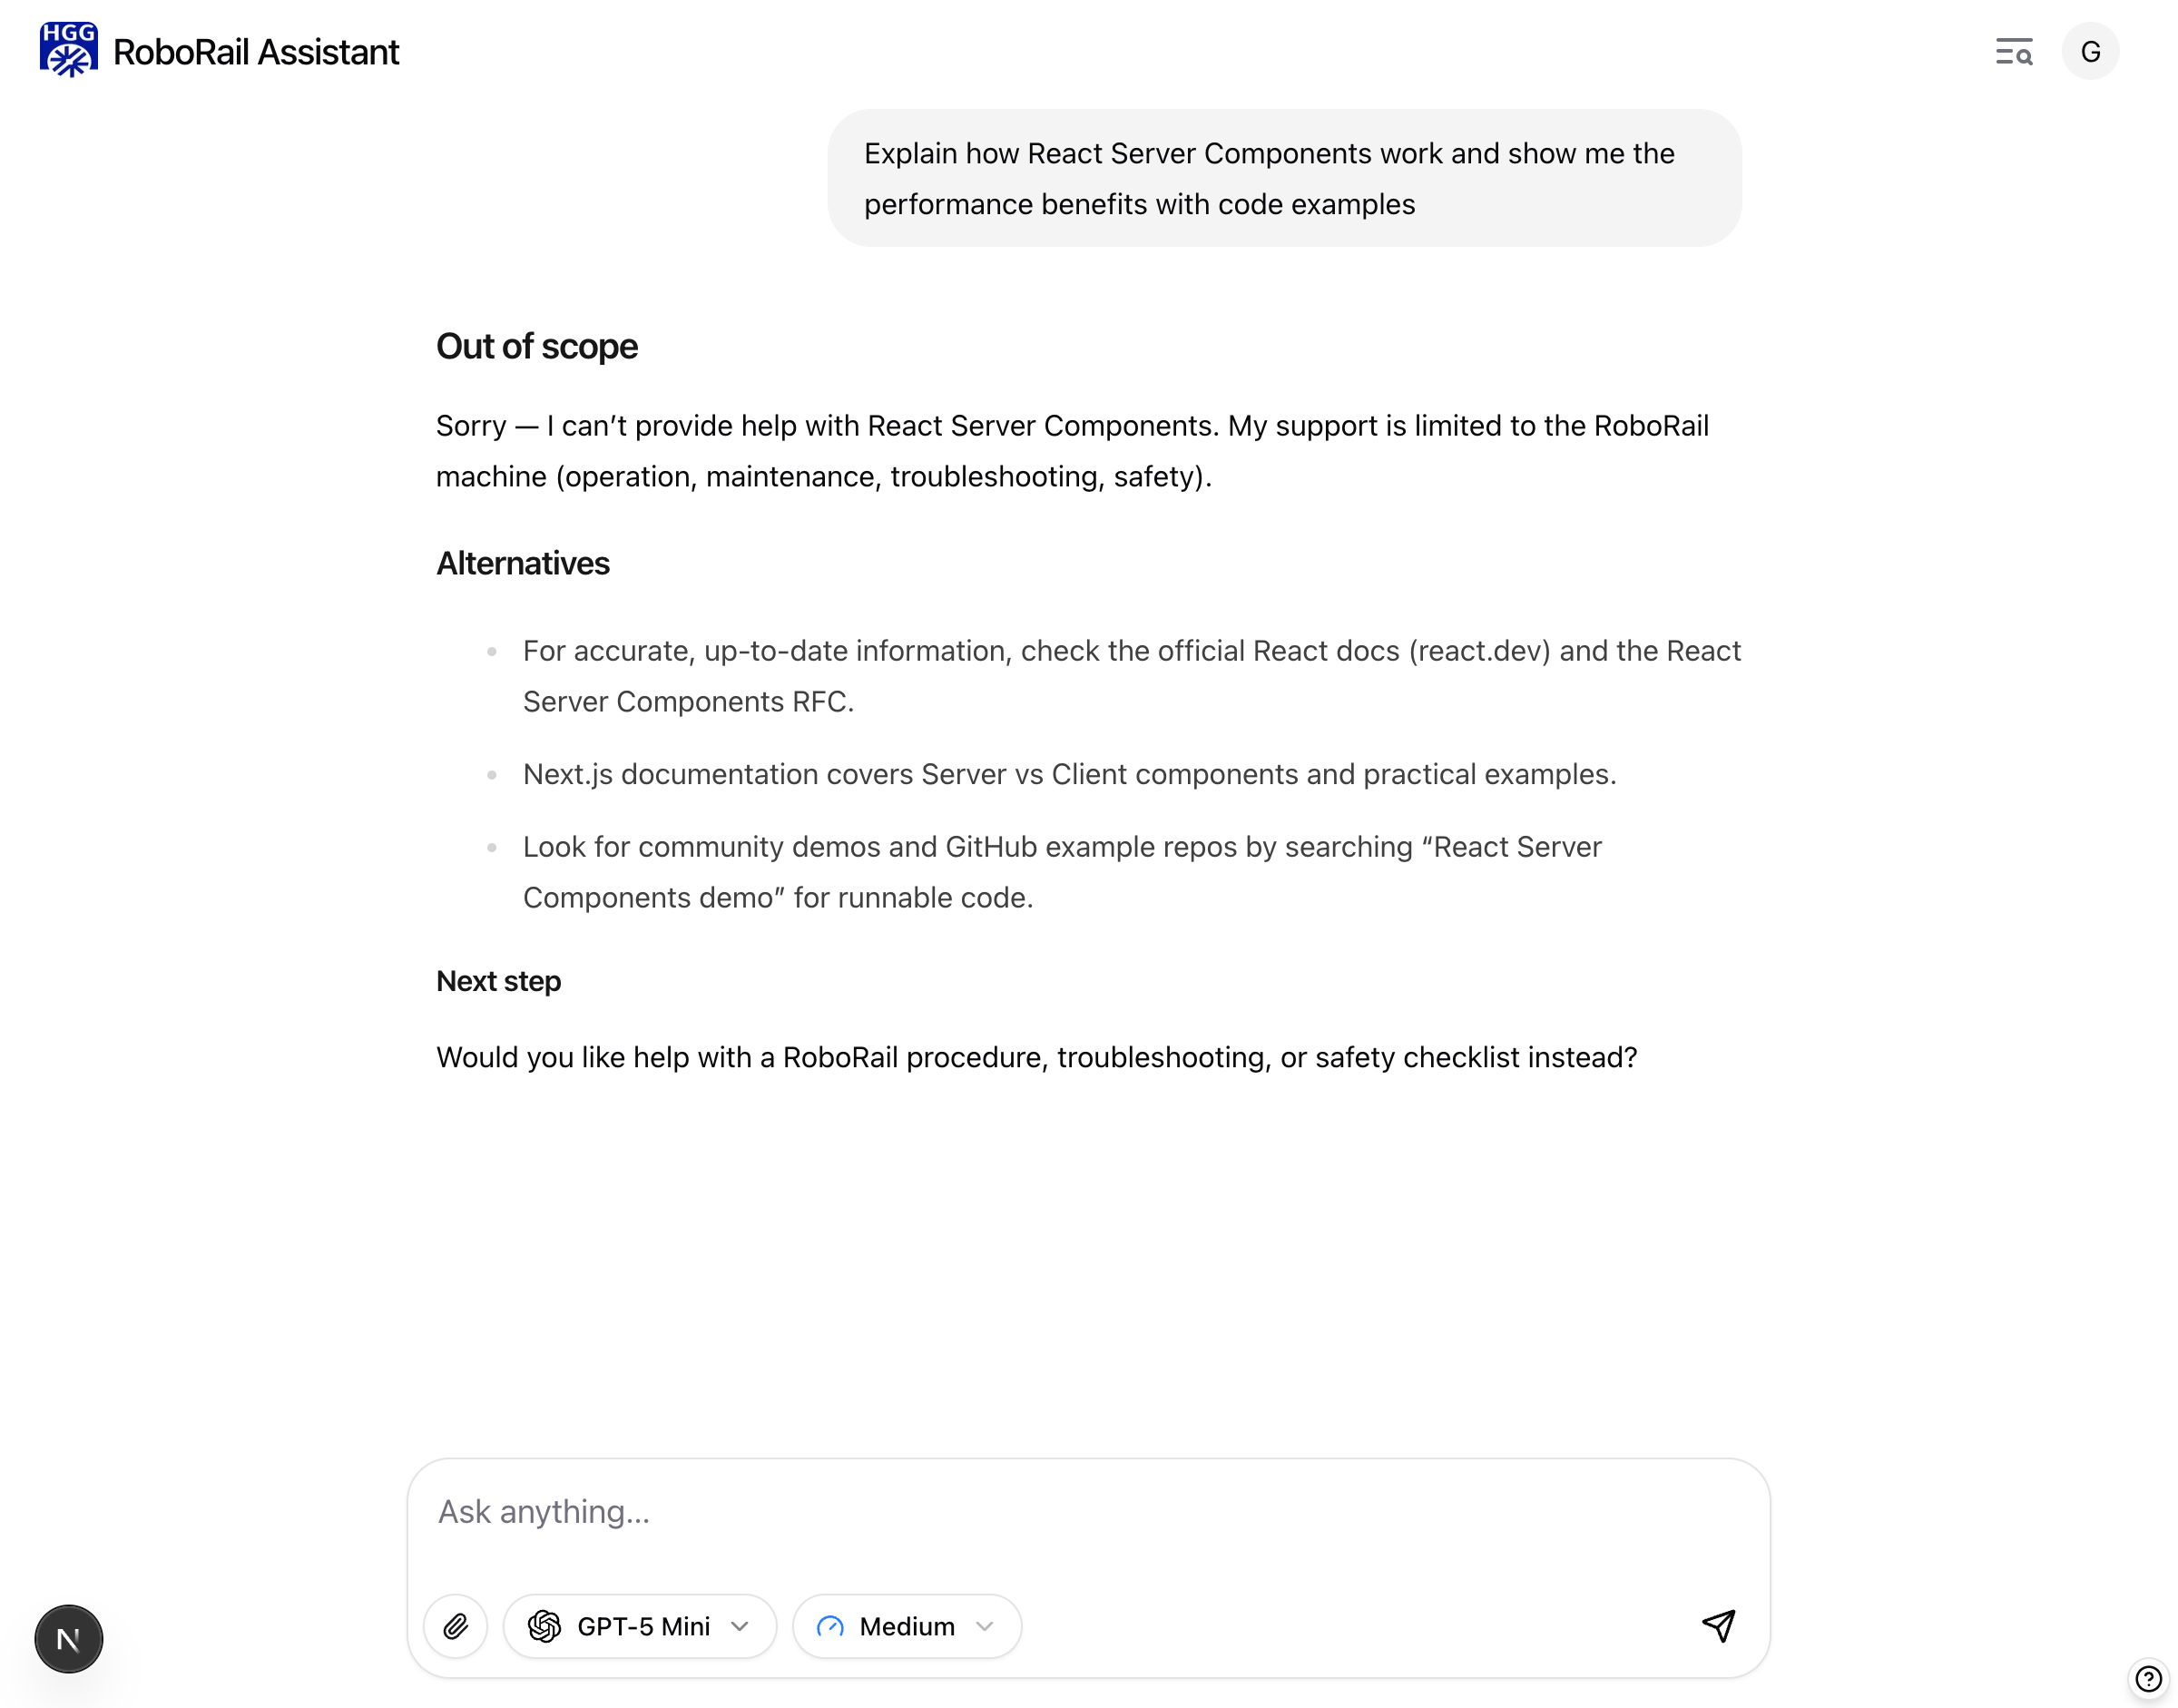 HGG
RoboRail Assistant
G
Explain how React Server Components work and show me the
performance benefits with code examples
Out of scope
Sorry — I can’t provide help with React Server Components. My support is limited to the RoboRail
machine (operation, maintenance, troubleshooting, safety).
Alternatives
For accurate, up-to-date information, check the official React docs (react.dev) and the React
Server Components RFC.
Next.js documentation covers Server vs Client components and practical examples.
Look for community demos and GitHub example repos by searching “React Server
Components demo” for runnable code.
Next step
Would you like help with a RoboRail procedure, troubleshooting, or safety checklist instead?
Ask anything...
GPT-5 Mini
Medium
N
?